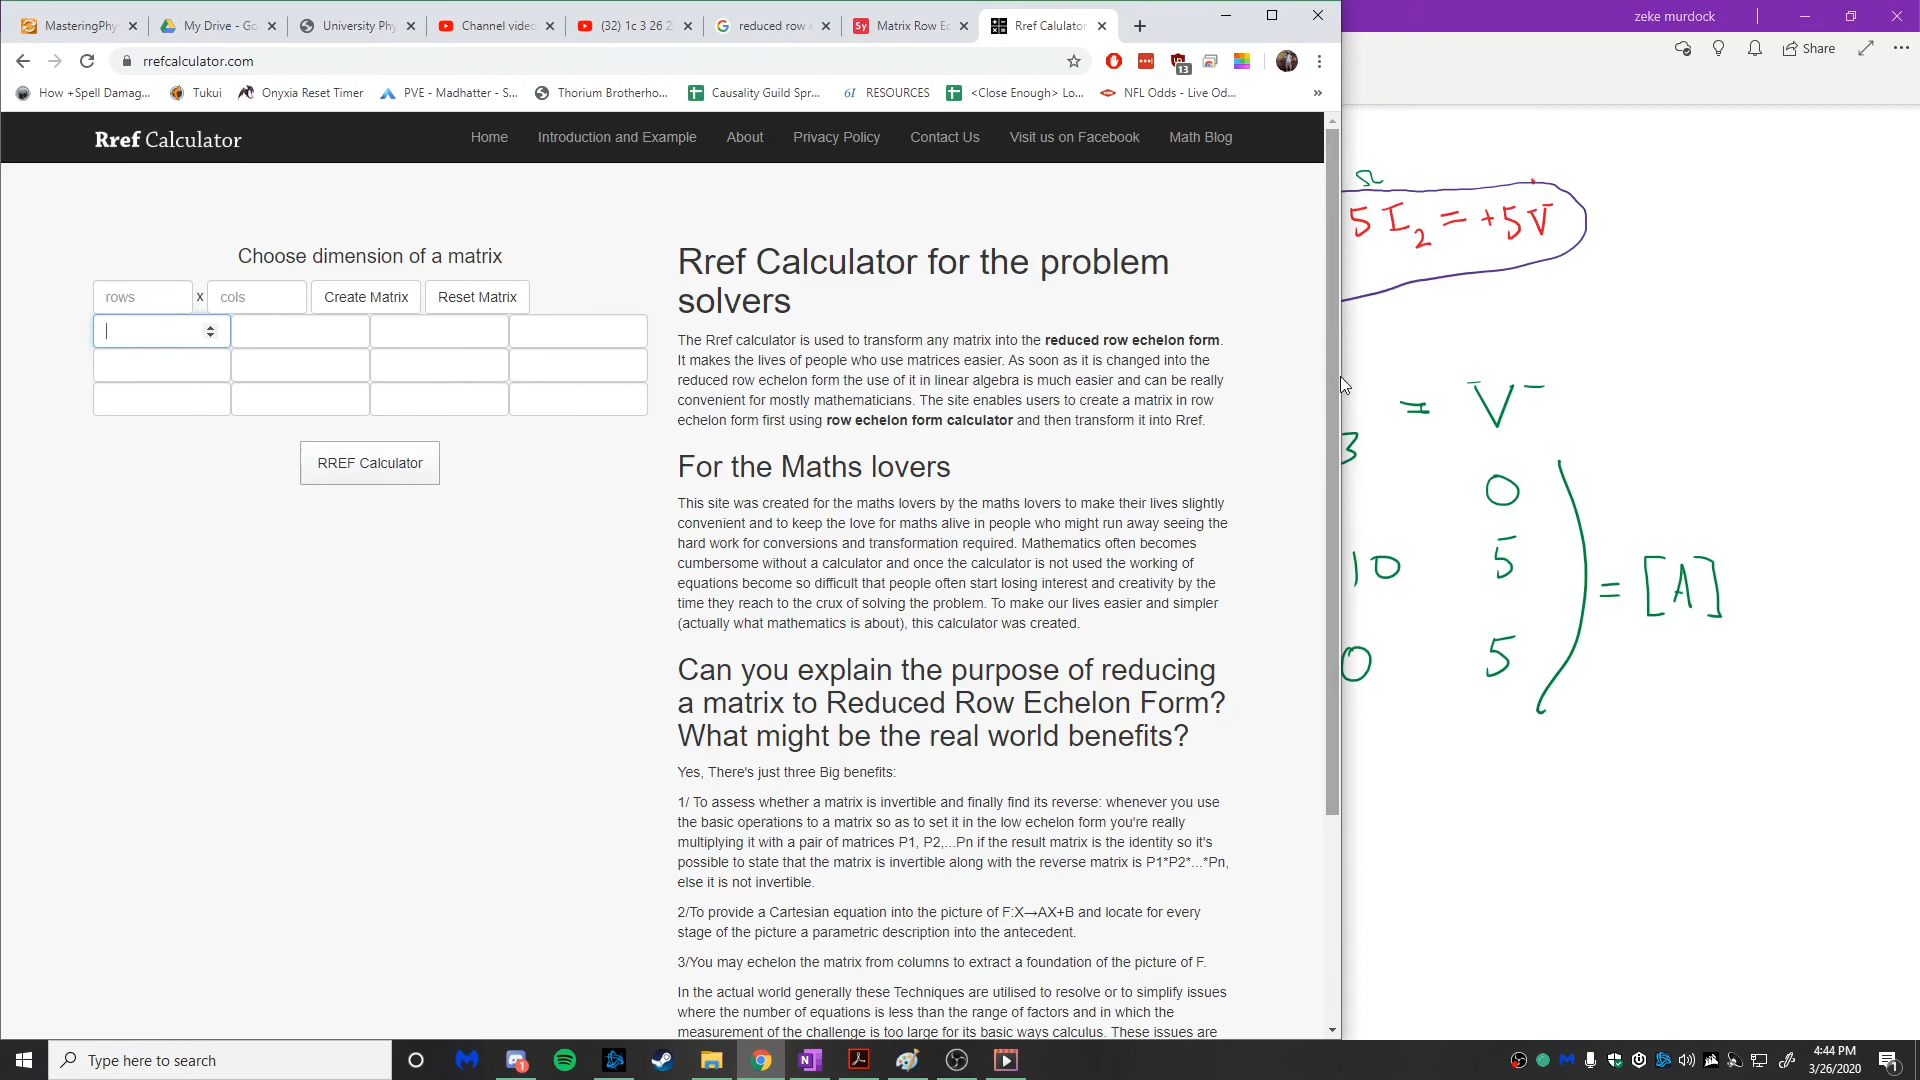 MasteringPhy
My Drive - Go
University Phy
Channel video
(32) 1c 3 26 2
reduced row e
Matrix Row Ec
Rref Calulator
zeke murdock
rrefcalculator.com
13
Share
How +Spell Damag...
Tukui
Onyxia Reset Timer
PVE - Madhatter - S...
Thorium Brotherho...
Causality Guild Spr...
RESOURCES
<Close Enough> Lo...
NFL Odds - Live Od...
Rref Calculator
Home
Introduction and Example
About
Privacy Policy
Contact Us
Visit us on Facebook
Math Blog
Choose dimension of a matrix
rows x cols Create Matrix Reset Matrix
RREF Calculator
Rref Calculator for the problem
solvers
The Rref calculator is used to transform any matrix into the reduced row echelon form.
It makes the lives of people who use matrices easier. As soon as it is changed into the
reduced row echelon form the use of it in linear algebra is much easier and can be really
convenient for mostly mathematicians. The site enables users to create a matrix in row
echelon form first using row echelon form calculator and then transform it into Rref.
For the Maths lovers
This site was created for the maths lovers by the maths lovers to make their lives slightly
convenient and to keep the love for maths alive in people who might run away seeing the
hard work for conversions and transformation required. Mathematics often becomes
cumbersome without a calculator and once the calculator is not used the working of
equations become so difficult that people often start losing interest and creativity by the
time they reach to the crux of solving the problem. To make our lives easier and simpler
(actually what mathematics is about), this calculator was created.
Can you explain the purpose of reducing
a matrix to Reduced Row Echelon Form?
What might be the real world benefits?
Yes, There's just three Big benefits:
1/ To assess whether a matrix is invertible and finally find its reverse: whenever you use
the basic operations to a matrix so as to set it in the low echelon form you're really
multiplying it with a pair of matrices P1, P2,...Pn if the result matrix is the identity so it's
possible to state that the matrix is invertible along with the reverse matrix is P1*P2*...*Pn,
else it is not invertible.
2/To provide a Cartesian equation into the picture of F:X→AX+B and locate for every
stage of the picture a parametric description into the antecedent.
3/You may echelon the matrix from columns to extract a foundation of the picture of F.
In the actual world generally these Techniques are utilised to resolve or to simplify issues
where the number of equations is less than the range of factors and in which the
measurement of the challenge is too large for its basic ways calculus. These issues are
Ω
5 I₂ = +5V
= V
3
0
10 5
= [A]
0 5
Type here to search
4:44 PM
3/26/2020